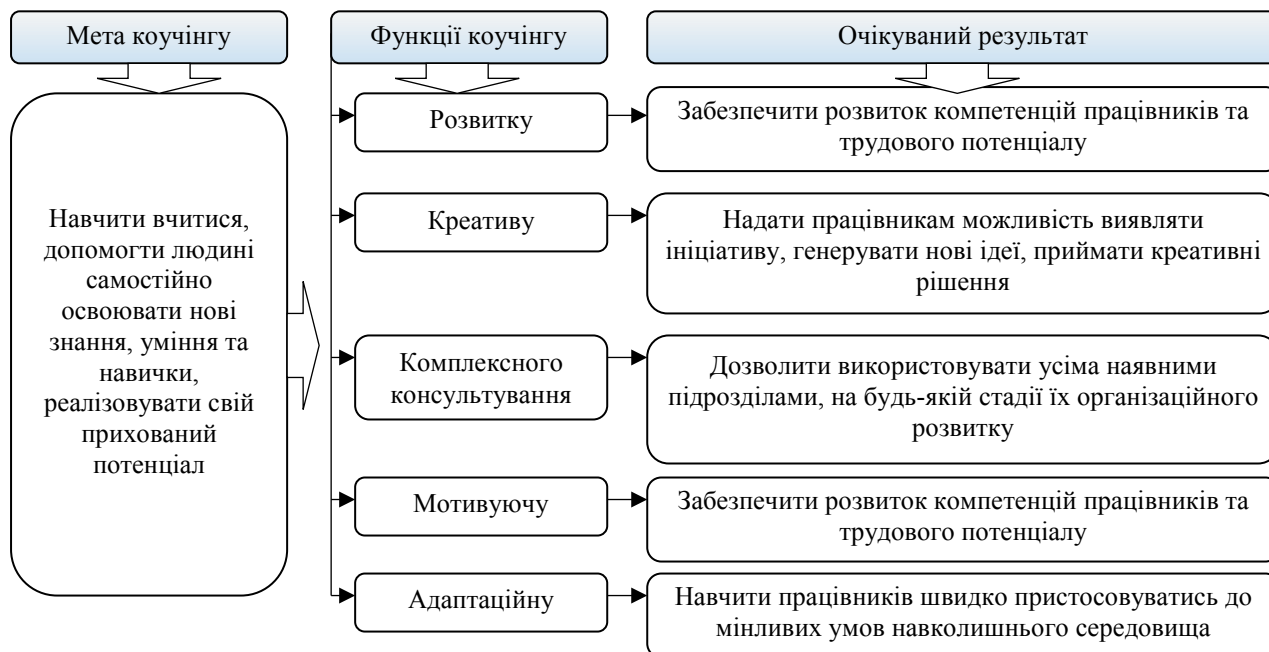 Мета коучингу
Функції коучингу
Очікуваний результат
Навчити вчитися,
допомогти людині
самостійно
освоювати нові
знання, уміння та
навички,
реалізовувати свій
прихований
потенціал
Розвитку
Забезпечити розвиток компетенцій працівників та
трудового потенціалу
Креативу
Надати працівникам можливість виявляти
ініціативу, генерувати нові ідеї, приймати креативні
рішення
Комплексного
консультування
Дозволити використовувати усіма наявними
підрозділами, на будь-якій стадії їх організаційного
розвитку
Мотивуючу
Забезпечити розвиток компетенцій працівників та
трудового потенціалу
Адаптаційну
Навчити працівників швидко пристосовуватись до
мінливих умов навколишнього середовища